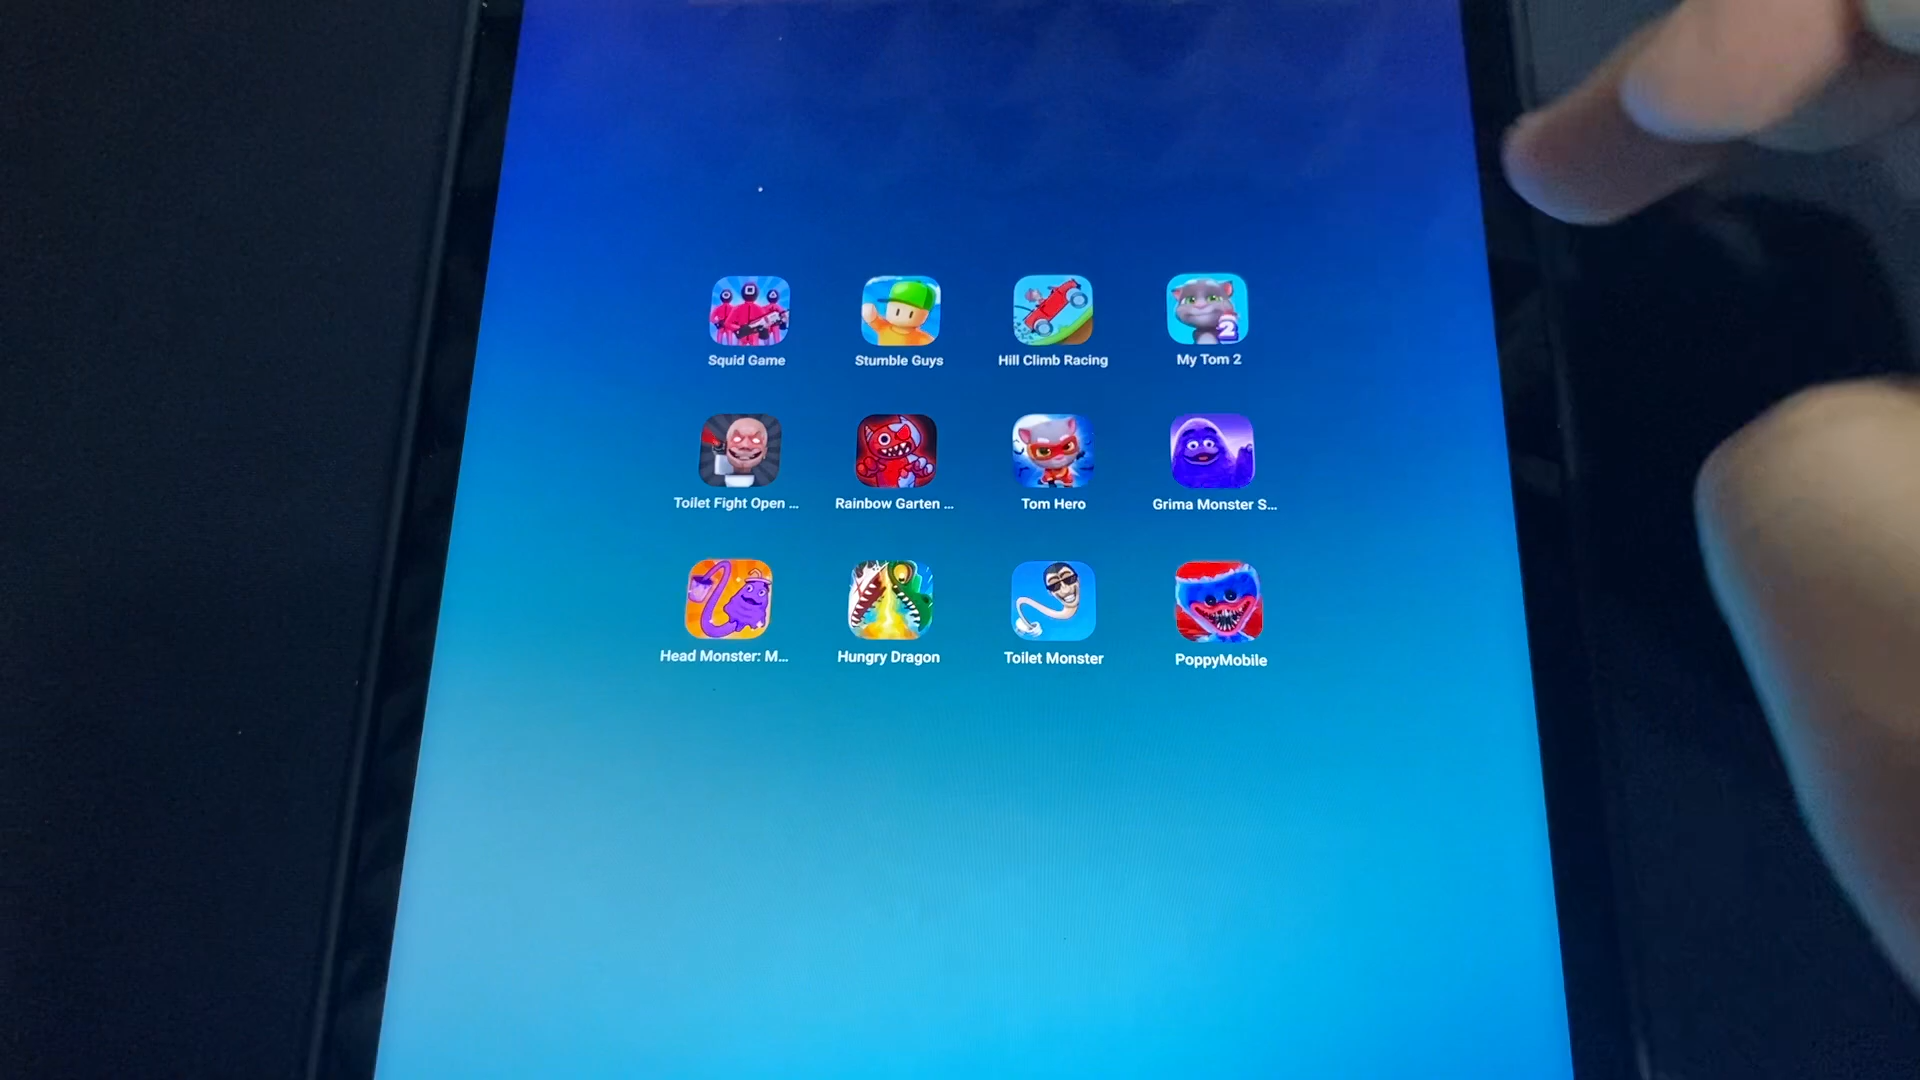 Squid Game
Stumble Guys
Hill Climb Racing
2
My Tom 2
Toilet Fight Open ...
Rainbow Garten ...
Tom Hero
Grima Monster S...
Head Monster: M...
Hungry Dragon
Toilet Monster
PoppyMobile